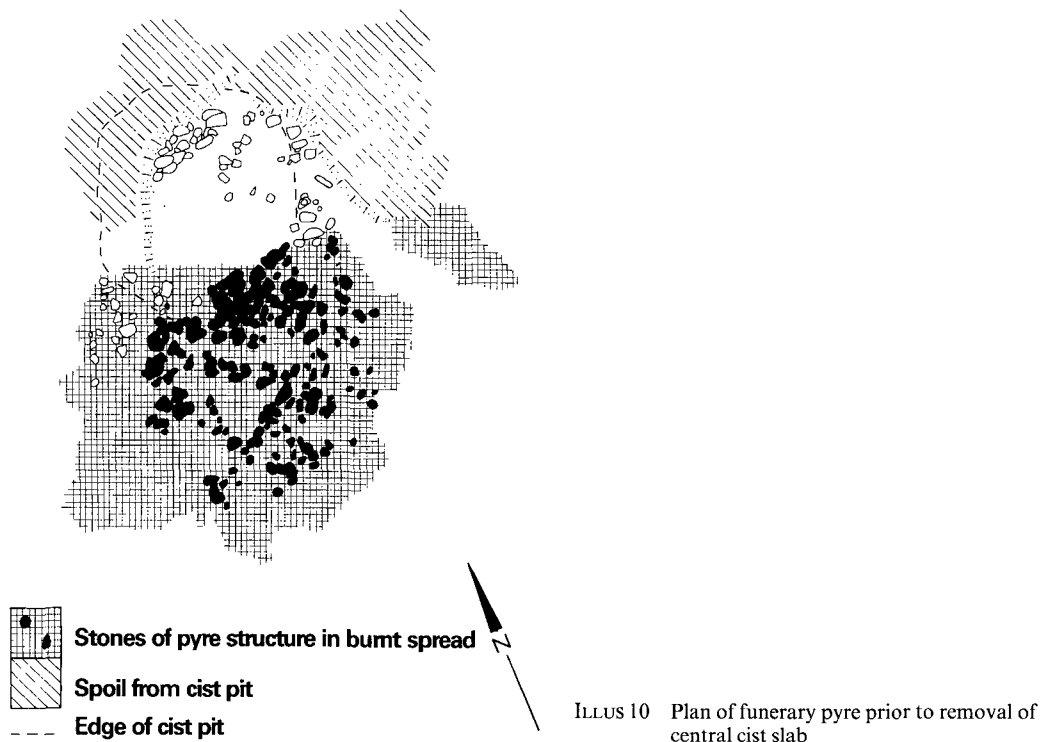 Stones of pyre structure in burnt spread
Spoil from cist pit
Edge of cist pit
N
ILLUS 10 Plan of funerary pyre prior to removal of
central cist slab